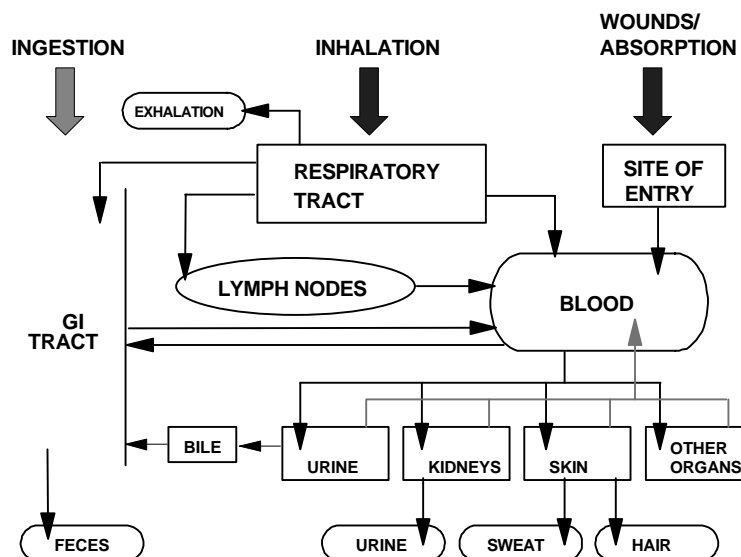 INGESTION
INHALATION
WOUNDS/
ABSORPTION
EXHALATION
RESPIRATORY
TRACT
SITE OF
ENTRY
LYMPH NODES
BLOOD
GI
TRACT
BILE
URINE
KIDNEYS
SKIN
OTHER
ORGANS
FECES
URINE
SWEAT
HAIR